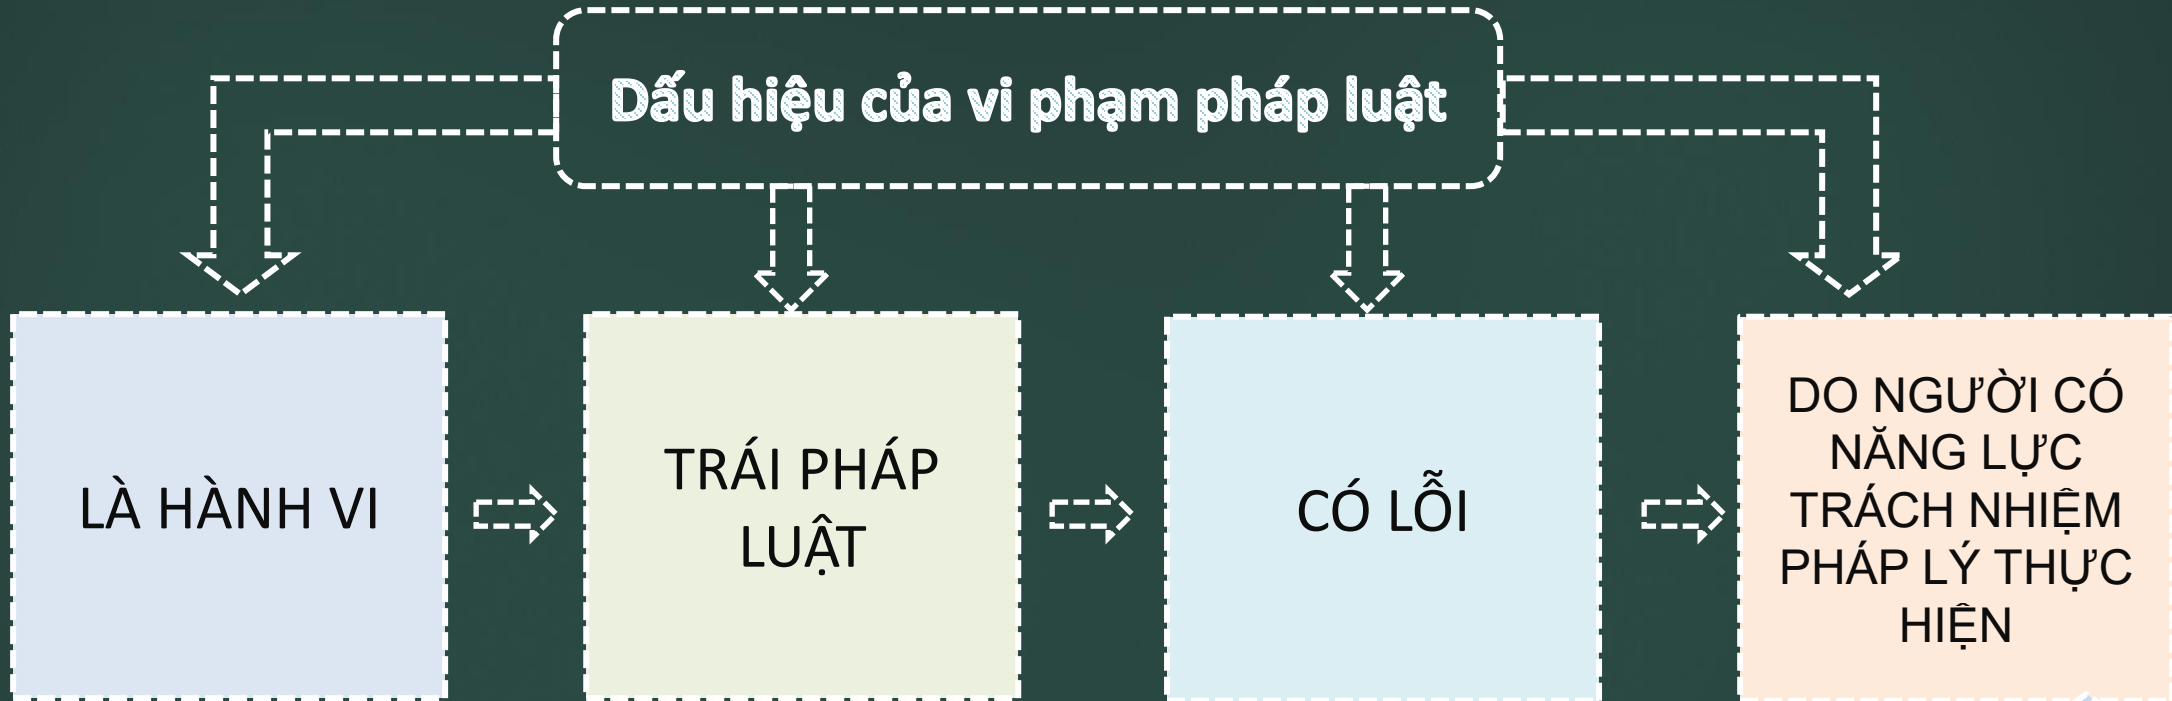 Dấu hiệu của vi phạm pháp luật
LÀ HÀNH VI
TRÁI PHÁP
LUẬT
CÓ LỖI
DO NGƯỜI CÓ
NĂNG LỰC
TRÁCH NHIỆM
PHÁP LÝ THỰC
HIỆN